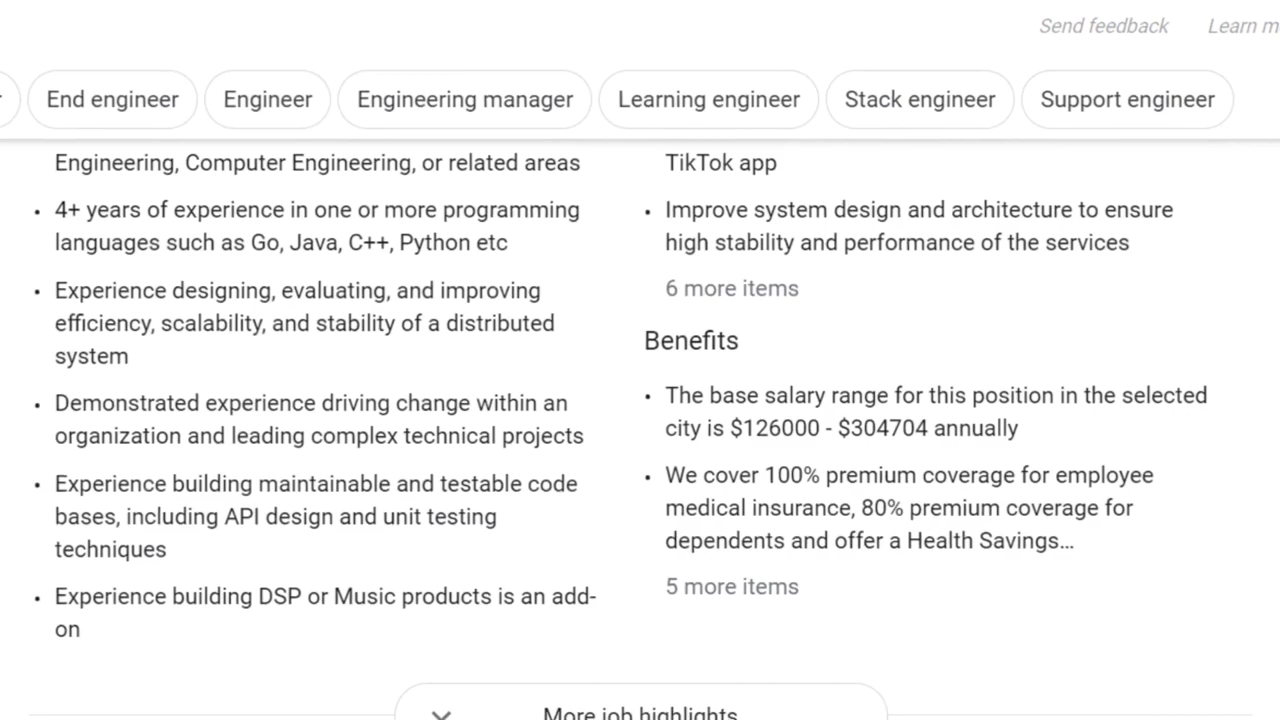 Send feedback
Learn m
End engineer
Engineer
Engineering manager
Learning engineer
Stack engineer
Support engineer
Engineering, Computer Engineering, or related areas
• 4+ years of experience in one or more programming
languages such as Go, Java, C++, Python etc
• Experience designing, evaluating, and improving
efficiency, scalability, and stability of a distributed
system
• Demonstrated experience driving change within an
organization and leading complex technical projects
• Experience building maintainable and testable code
bases, including API design and unit testing
techniques
• Experience building DSP or Music products is an add-
on
TikTok app
• Improve system design and architecture to ensure
high stability and performance of the services
6 more items
Benefits
• The base salary range for this position in the selected
city is $126000 - $304704 annually
• We cover 100% premium coverage for employee
medical insurance, 80% premium coverage for
dependents and offer a Health Savings...
5 more items
More job highlights